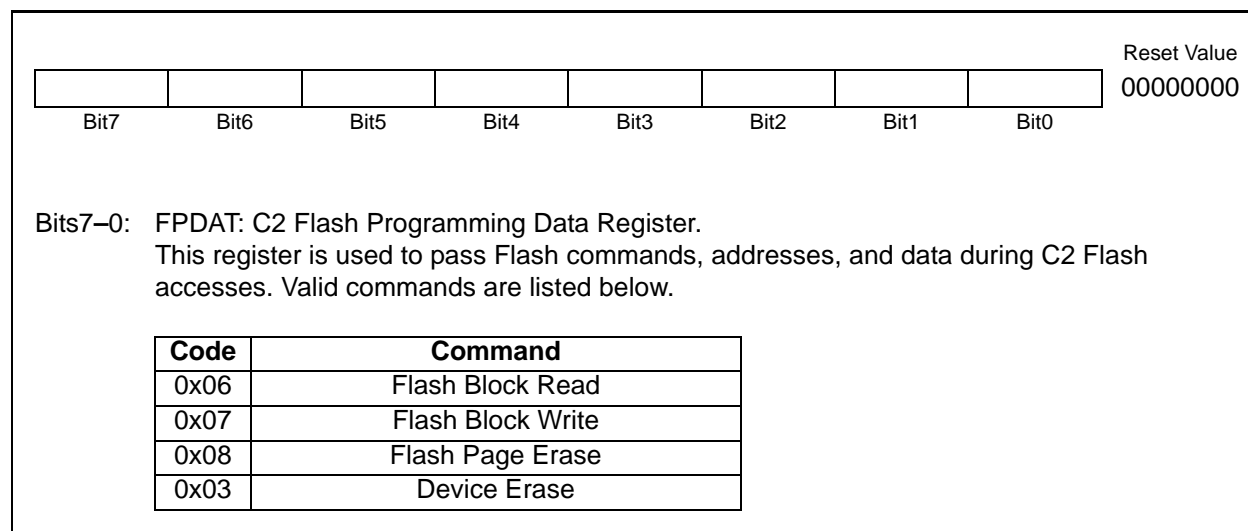 Reset Value
00000000
Bit7 Bit6 Bit5 Bit4 Bit3 Bit2 Bit1 Bit0
Bits7–0: FPDAT: C2 Flash Programming Data Register.
This register is used to pass Flash commands, addresses, and data during C2 Flash
accesses. Valid commands are listed below.
Code Command
0x06 Flash Block Read
0x07 Flash Block Write
0x08 Flash Page Erase
0x03 Device Erase